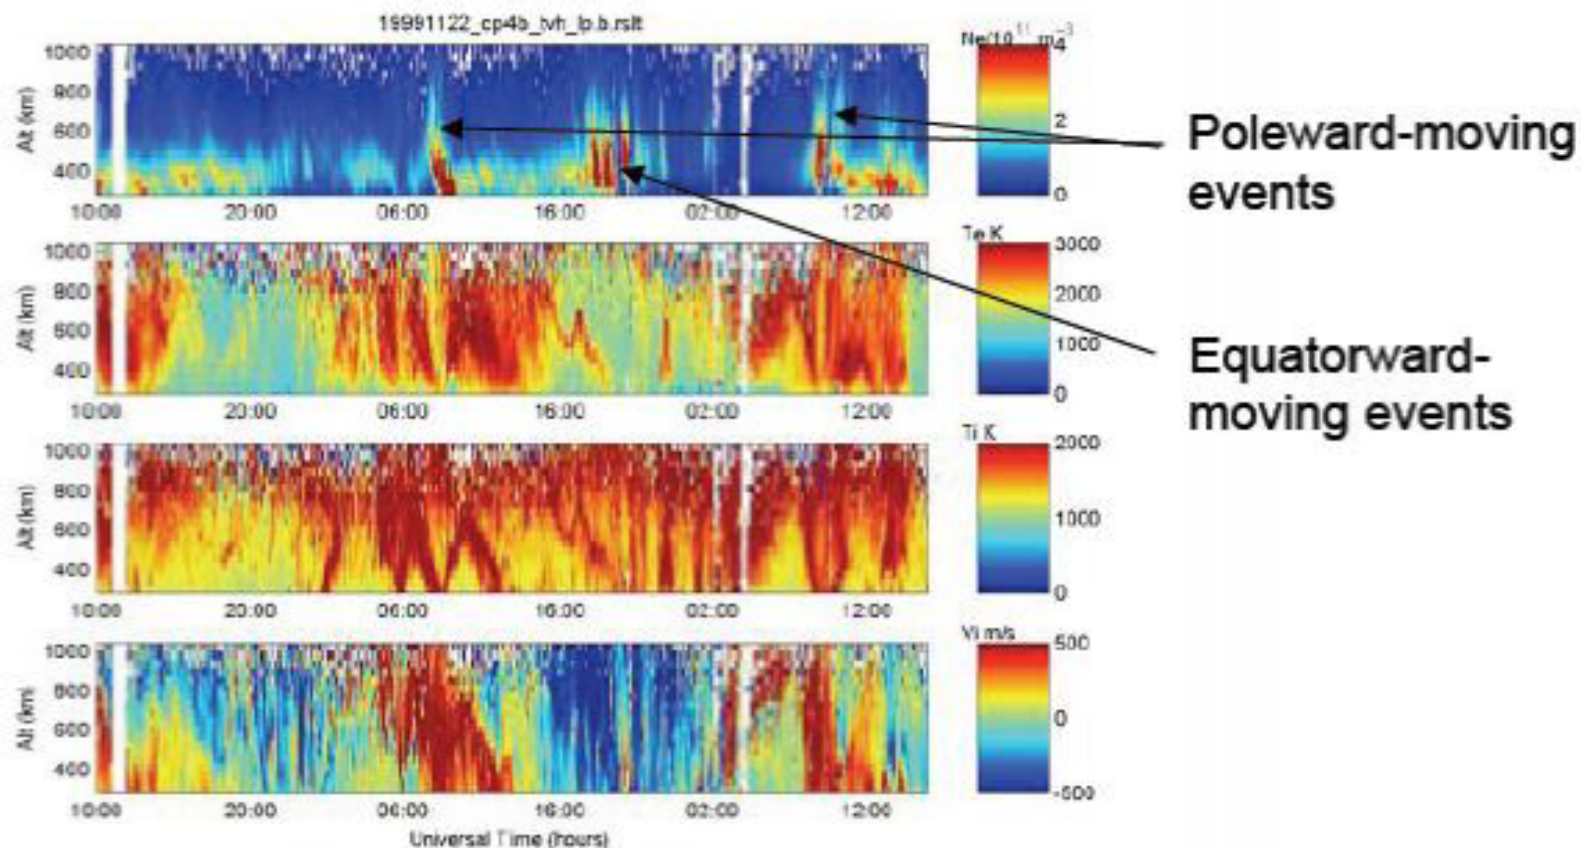 19991122_cp4b_tvh_lp.b.rslt
Ne(10^11 m^-3
Alt (km)
1000
800
600
400
10:00 20:00 06:00 16:00 02:00 12:00
4
2
0
Poleward-moving
events
Te K
Alt (km)
1000
800
600
400
10:00 20:00 06:00 16:00 02:00 12:00
3000
2000
1000
0
Equatorward-
moving events
Ti K
Alt (km)
1000
800
600
400
10:00 20:00 06:00 16:00 02:00 12:00
2000
1000
0
Vi m/s
Alt (km)
1000
800
600
400
10:00 20:00 06:00 16:00 02:00 12:00
500
0
-500
Universal Time (hours)